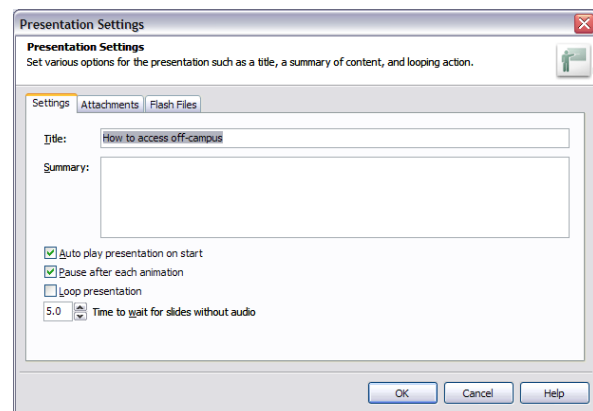 Presentation Settings
Presentation Settings
Set various options for the presentation such as a title, a summary of content, and looping action.
Settings Attachments Flash Files
Title: How to access off-campus
Summary:
Auto play presentation on start
Pause after each animation
Loop presentation
5.0 Time to wait for slides without audio
OK Cancel Help